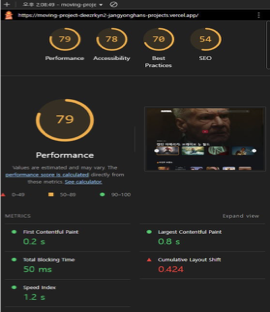 오후 2:08:49 - moving-proje
https://moving-project-deezrkyn2-jangyonghans-projects.vercel.app/
79
78
70
54
Performance
Accessibility
Best Practices
SEO
79
Performance
Values are estimated and may vary. The
performance score is calculated directly from
these metrics. See calculator.
0–49
50–89
90–100
METRICS
Expand view
First Contentful Paint
0.2 s
Largest Contentful Paint
0.8 s
Total Blocking Time
50 ms
Cumulative Layout Shift
0.424
Speed Index
1.2 s